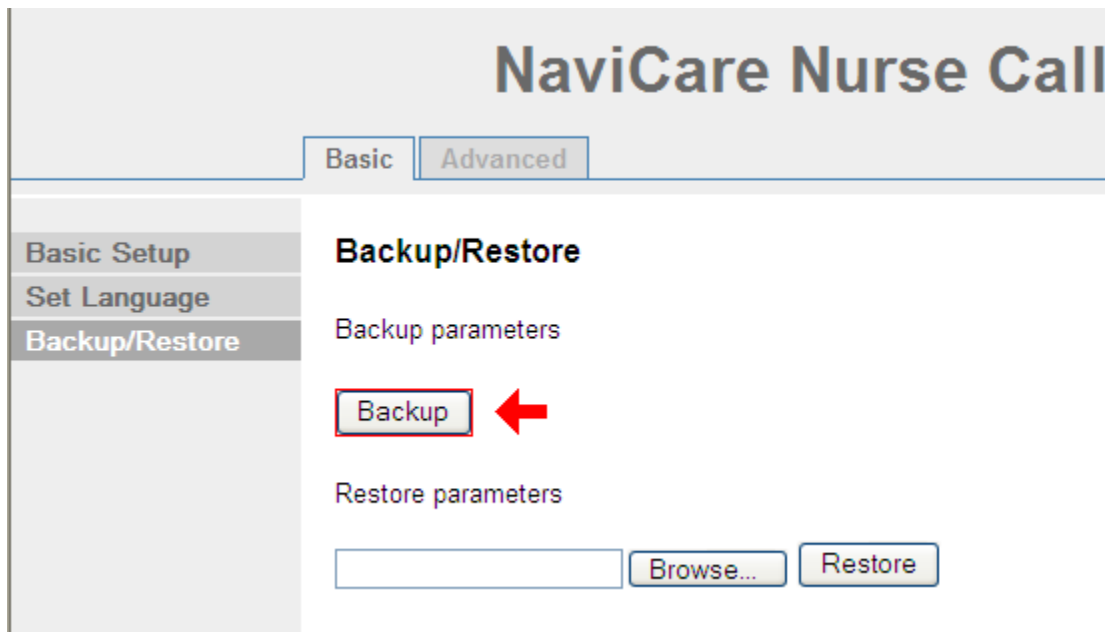 NaviCare Nurse Call
Basic
Advanced
Basic Setup
Set Language
Backup/Restore
Backup/Restore
Backup parameters
Backup
Restore parameters
Browse...
Restore